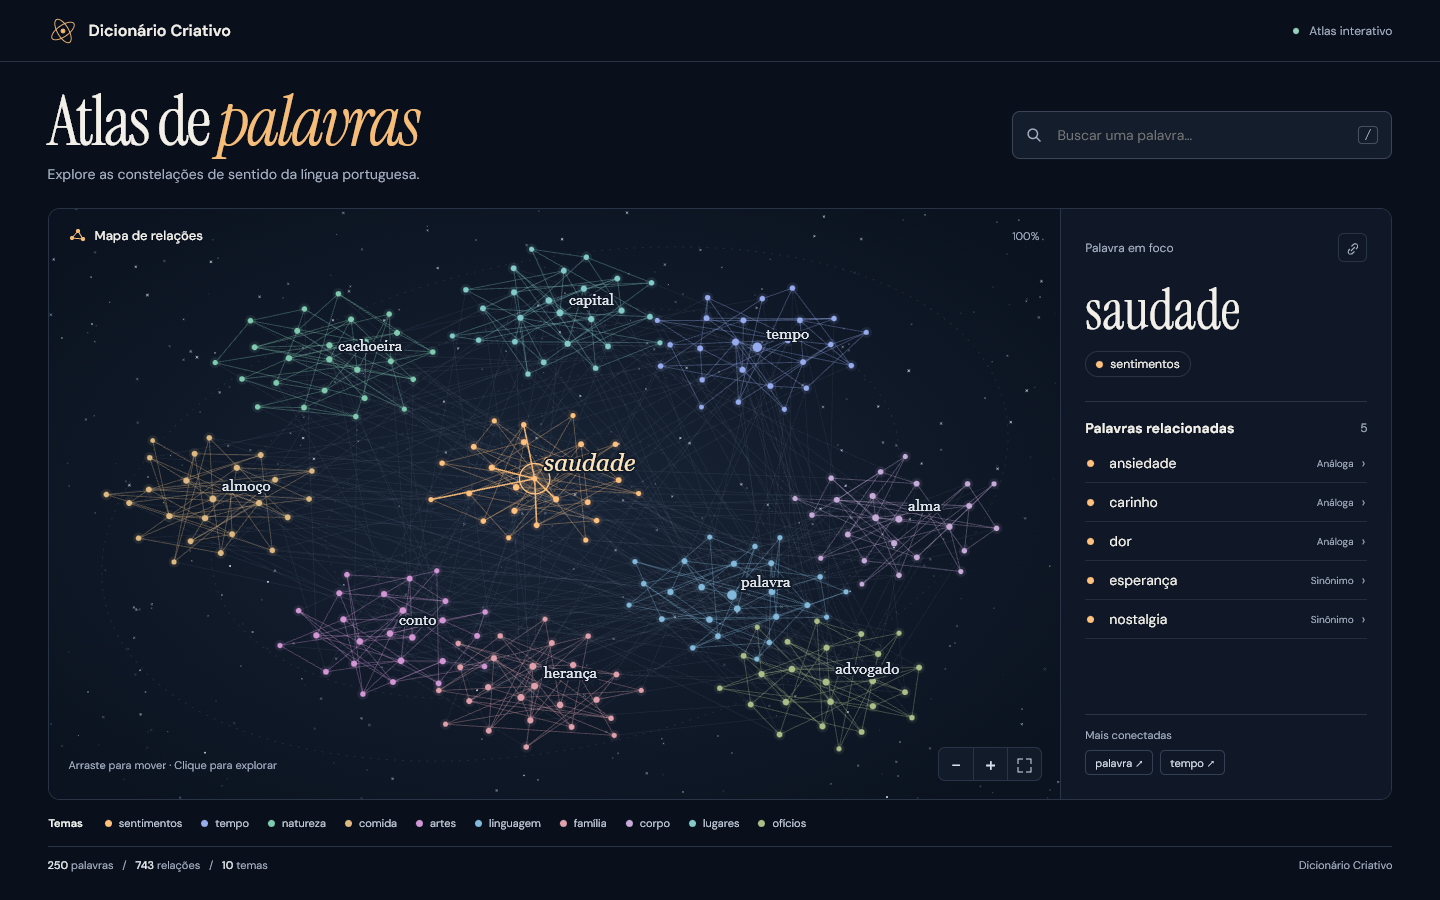 Dicionário Criativo
Atlas interativo
Atlas de palavras
Explore as constelações de sentido da língua portuguesa.
Buscar uma palavra...
/
Mapa de relações
100%
capital
tempo
cachoeira
saudade
almoço
alma
palavra
conto
herança
advogado
Arraste para mover · Clique para explorar
− +
Palavra em foco
saudade
sentimentos
Palavras relacionadas 5
ansiedade Análoga ›
carinho Análoga ›
dor Análoga ›
esperança Sinônimo ›
nostalgia Sinônimo ›
Mais conectadas
palavra ↗ tempo ↗
Temas sentimentos tempo natureza comida artes linguagem família corpo lugares ofícios
250 palavras / 743 relações / 10 temas
Dicionário Criativo